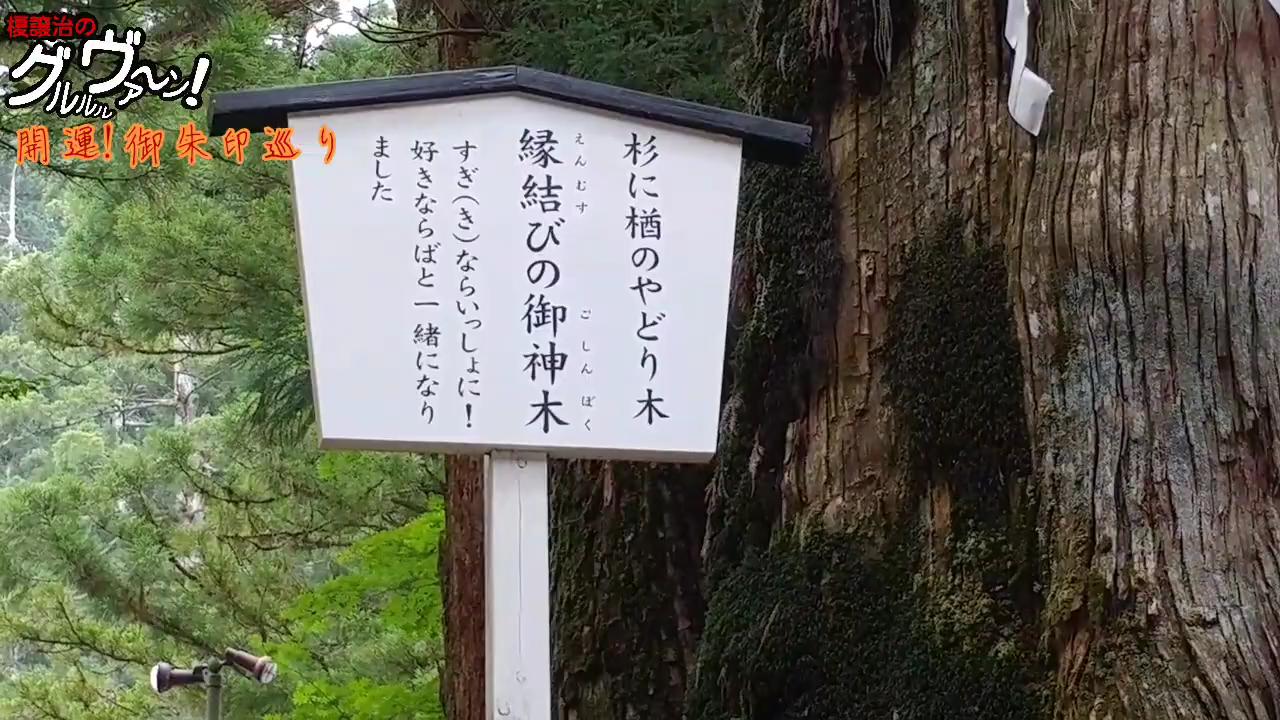 榎譲治の
グルルルヴァ〜ン!
開運!御朱印巡り
杉に楢のやどり木
縁結びの御神木
えんむす
ごしんぼく
すぎ(き)ならいっしょに!
好きならばと一緒になり
ました